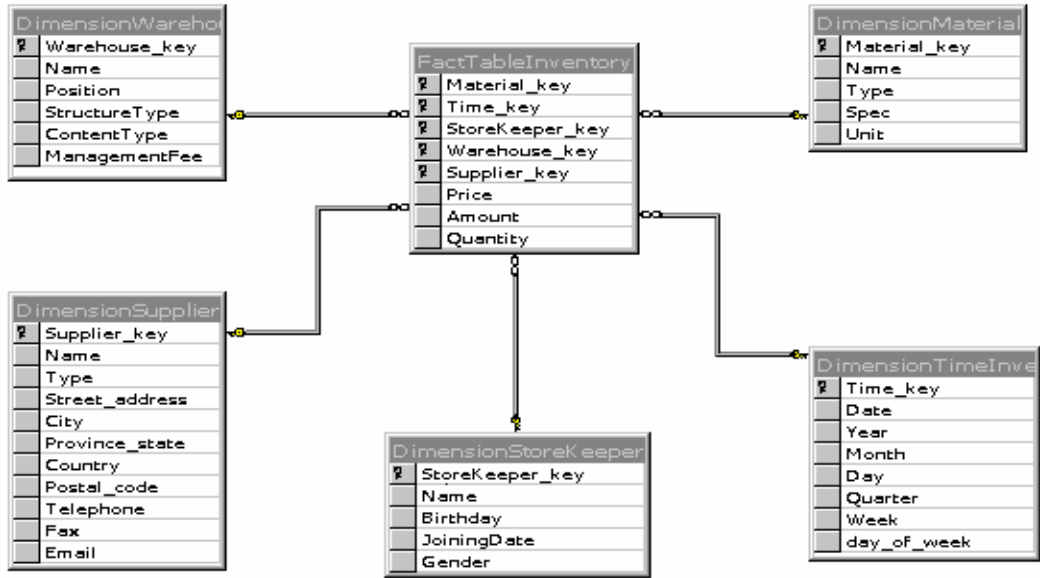 DimensionWarehou
Warehouse_key
Name
Position
StructureType
ContentType
ManagementFee
FactTableInventory
Material_key
Time_key
StoreKeeper_key
Warehouse_key
Supplier_key
Price
Amount
Quantity
DimensionMaterial
Material_key
Name
Type
Spec
Unit
DimensionSupplier
Supplier_key
Name
Type
Street_address
City
Province_state
Country
Postal_code
Telephone
Fax
Email
DimensionStoreKeeper
StoreKeeper_key
Name
Birthday
JoiningDate
Gender
DimensionTimeInve
Time_key
Date
Year
Month
Day
Quarter
Week
day_of_week